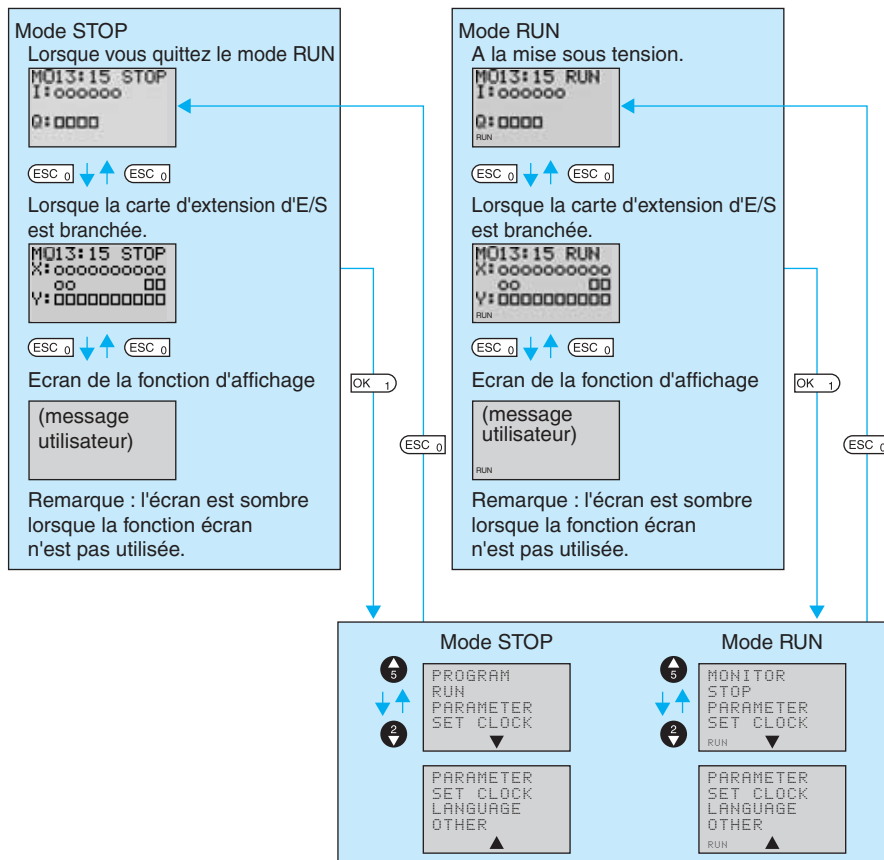 Mode STOP
Lorsque vous quittez le mode RUN
MO13:15 STOP
I:oooooo
Q:□□□□
ESC 0
ESC 0
Lorsque la carte d'extension d'E/S
est branchée.
MO13:15 STOP
X:oooooooooo
oo □□
Y:□□□□□□□□□□
ESC 0
ESC 0
Ecran de la fonction d'affichage
(message
utilisateur)
Remarque : l'écran est sombre
lorsque la fonction écran
n'est pas utilisée.
OK 1
ESC 0
Mode RUN
A la mise sous tension.
MO13:15 RUN
I:oooooo
Q:□□□□
RUN
ESC 0
ESC 0
Lorsque la carte d'extension d'E/S
est branchée.
MO13:15 RUN
X:oooooooooo
oo □□
Y:□□□□□□□□□□
RUN
ESC 0
ESC 0
Ecran de la fonction d'affichage
(message
utilisateur)
RUN
Remarque : l'écran est sombre
lorsque la fonction écran
n'est pas utilisée.
OK 1
ESC 0
Mode STOP
5
2
PROGRAM
RUN
PARAMETER
SET CLOCK
PARAMETER
SET CLOCK
LANGUAGE
OTHER
Mode RUN
5
2
MONITOR
STOP
PARAMETER
SET CLOCK
RUN
PARAMETER
SET CLOCK
LANGUAGE
OTHER
RUN